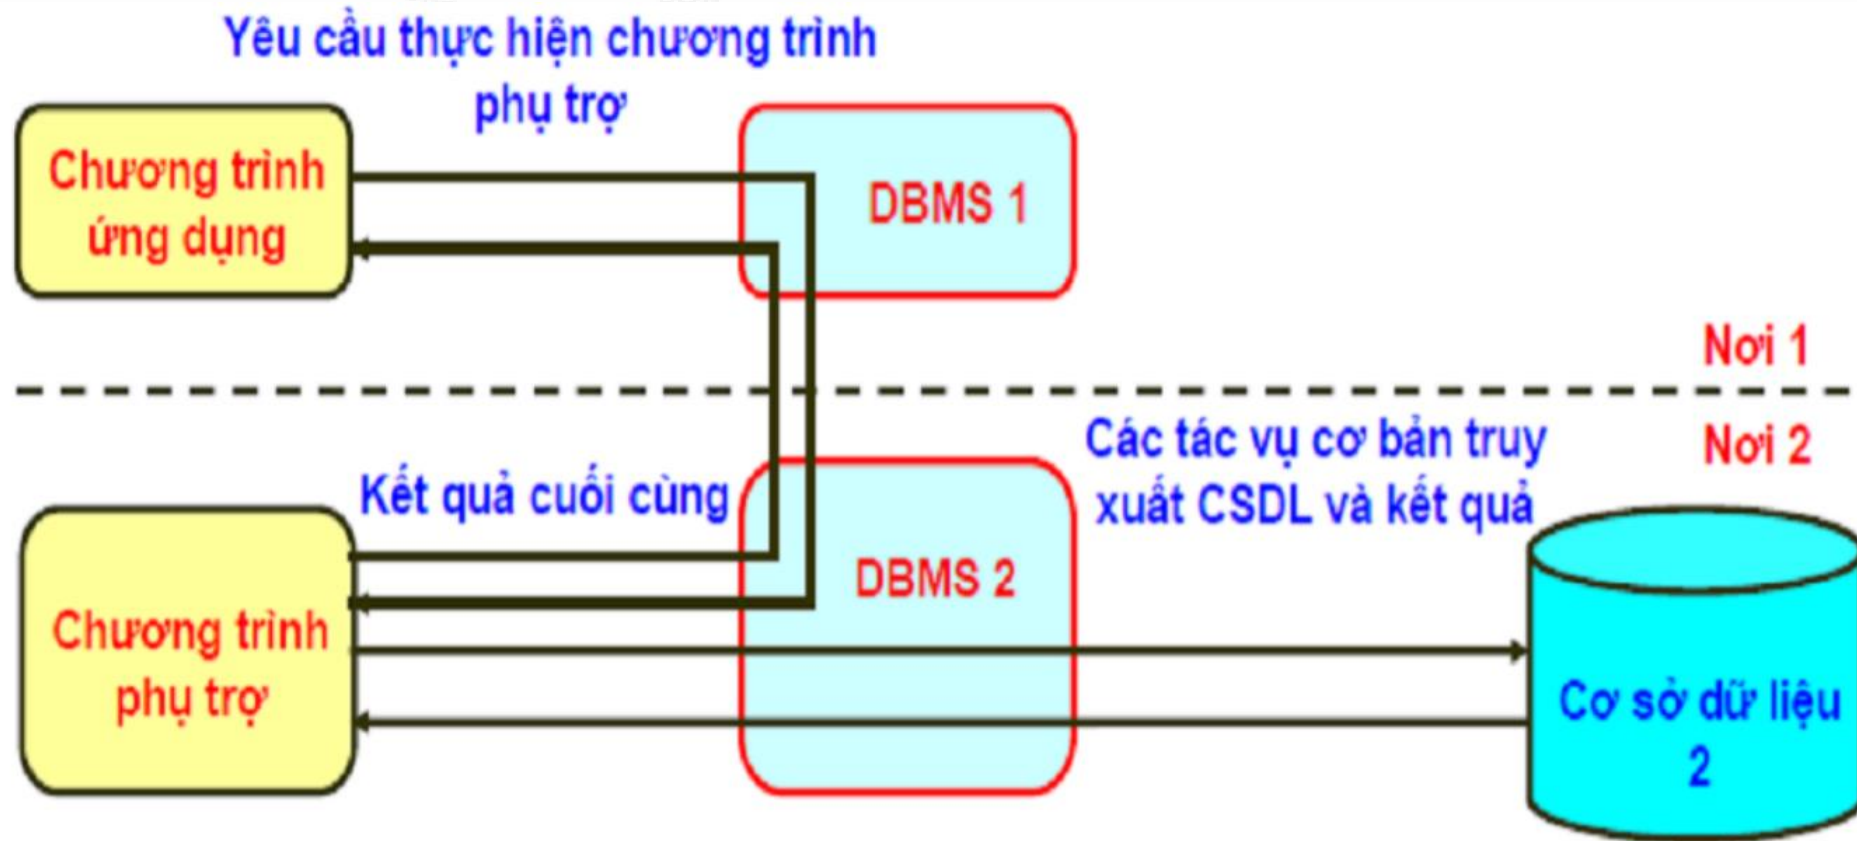 Yêu cầu thực hiện chương trình
phụ trợ
Chương trình
ứng dụng
DBMS 1
Nơi 1
Nơi 2
Các tác vụ cơ bản truy
xuất CSDL và kết quả
Kết quả cuối cùng
DBMS 2
Chương trình
phụ trợ
Cơ sở dữ liệu
2